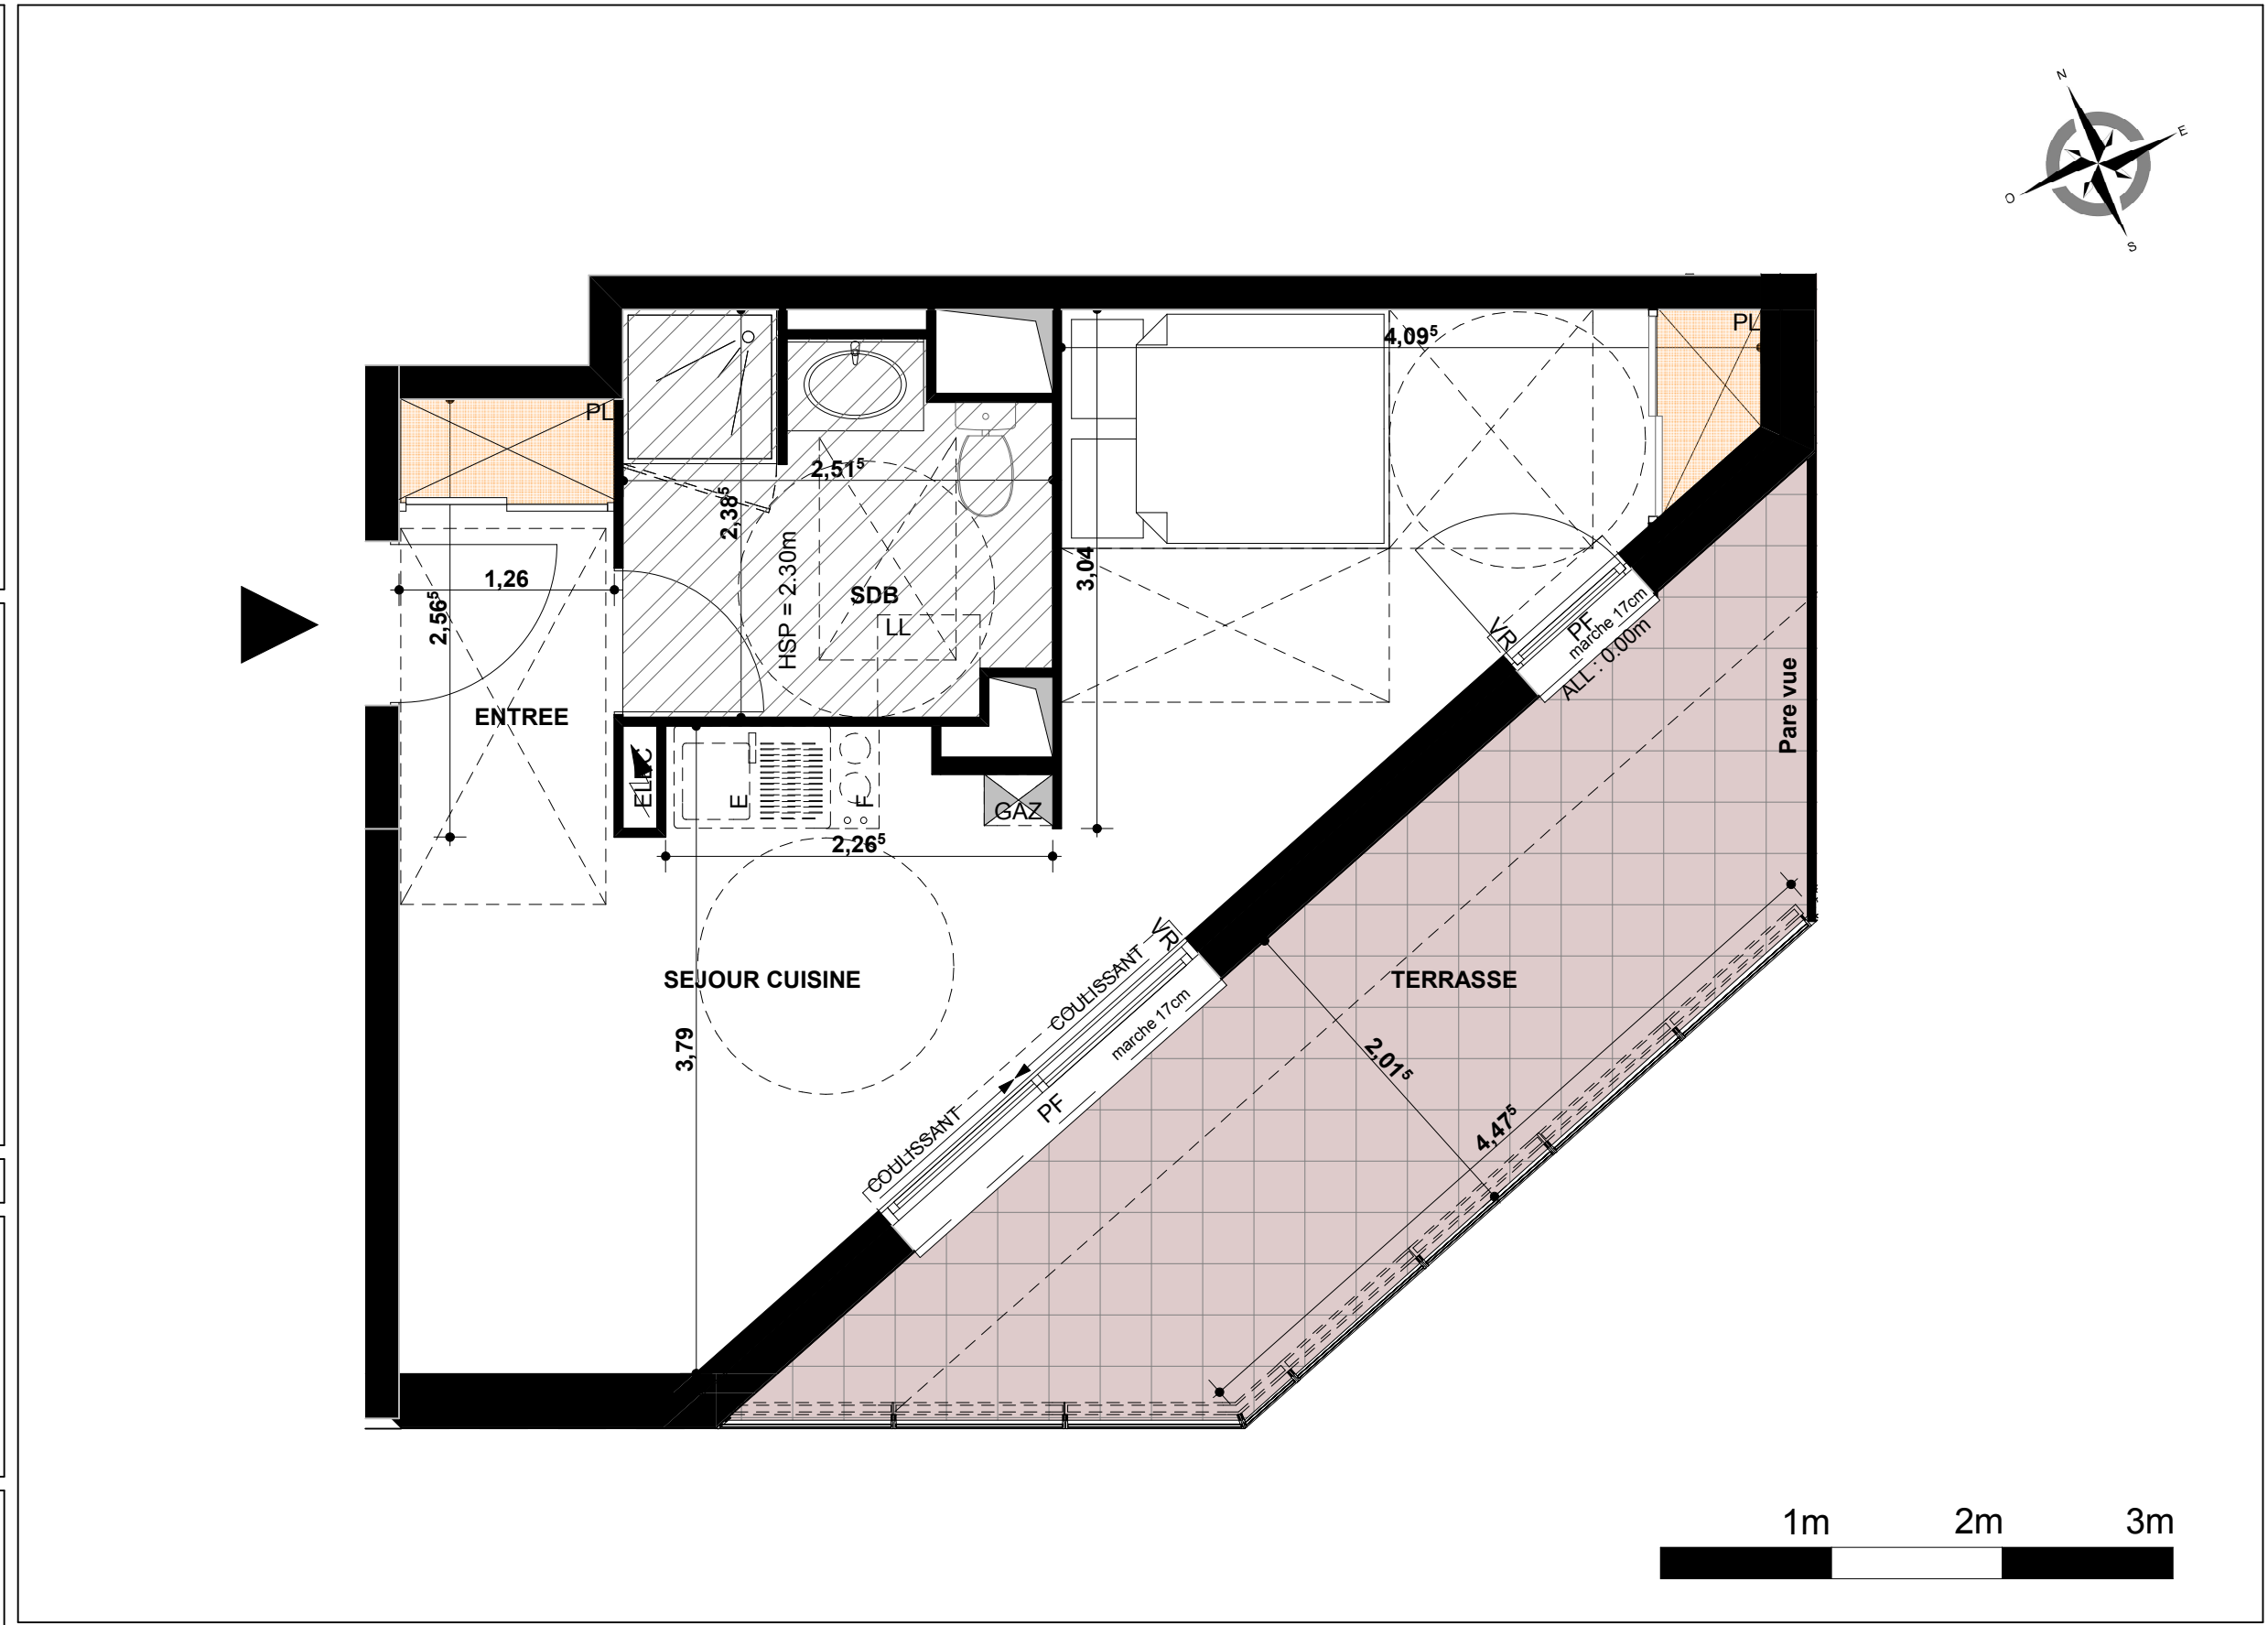 N
E
O
S
PL
4,09⁵
PL
2,51⁵
2,38⁵
HSP = 2.30m
1,26
2,56⁵
SDB
LL
3,04
VR
PF
marche 17cm
ALL : 0.00m
Pare vue
ENTREE
ELEC
E
F
GAZ
2,26⁵
SEJOUR CUISINE
3,79
VR
COULISSANT
marche 17cm
PF
COULISSANT
TERRASSE
2,01⁵
4,47⁵
1m 2m 3m